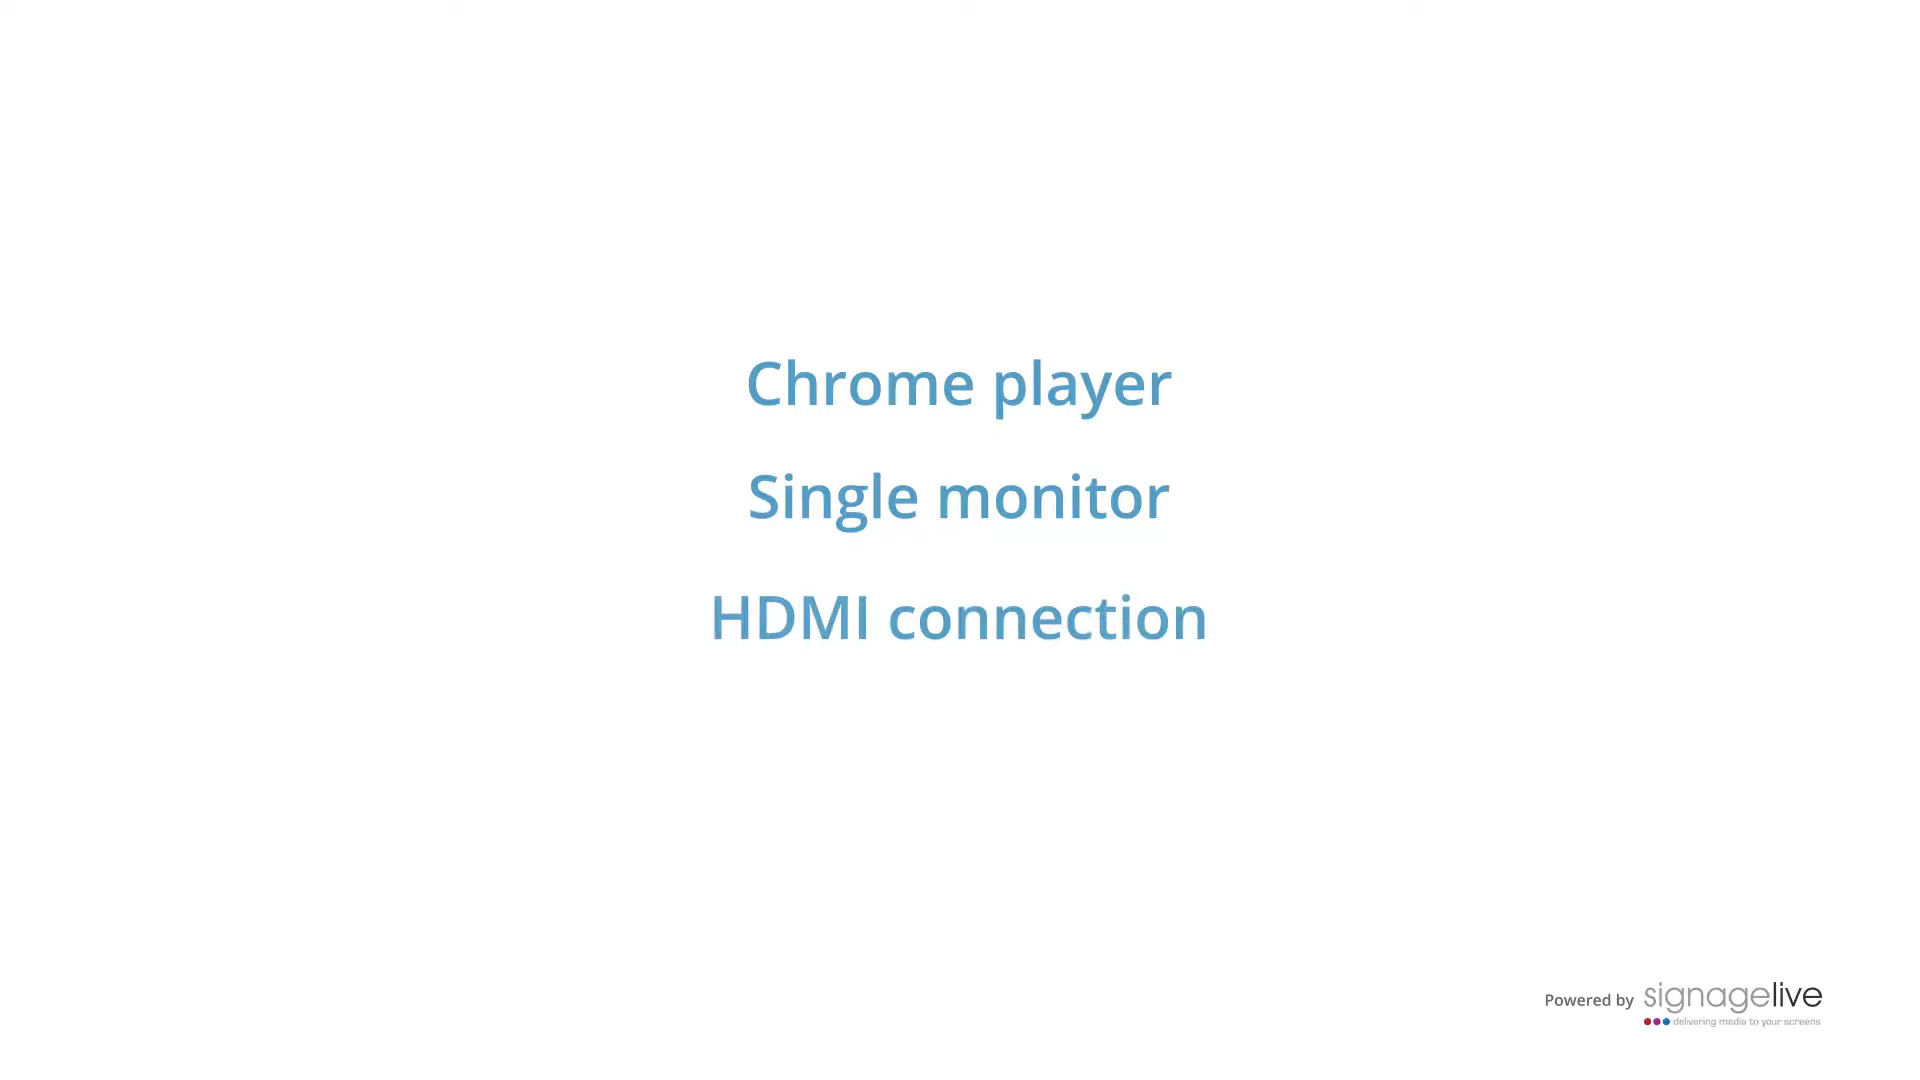 Chrome player
Single monitor
HDMI connection
Powered by signagelive
delivering media to your screens